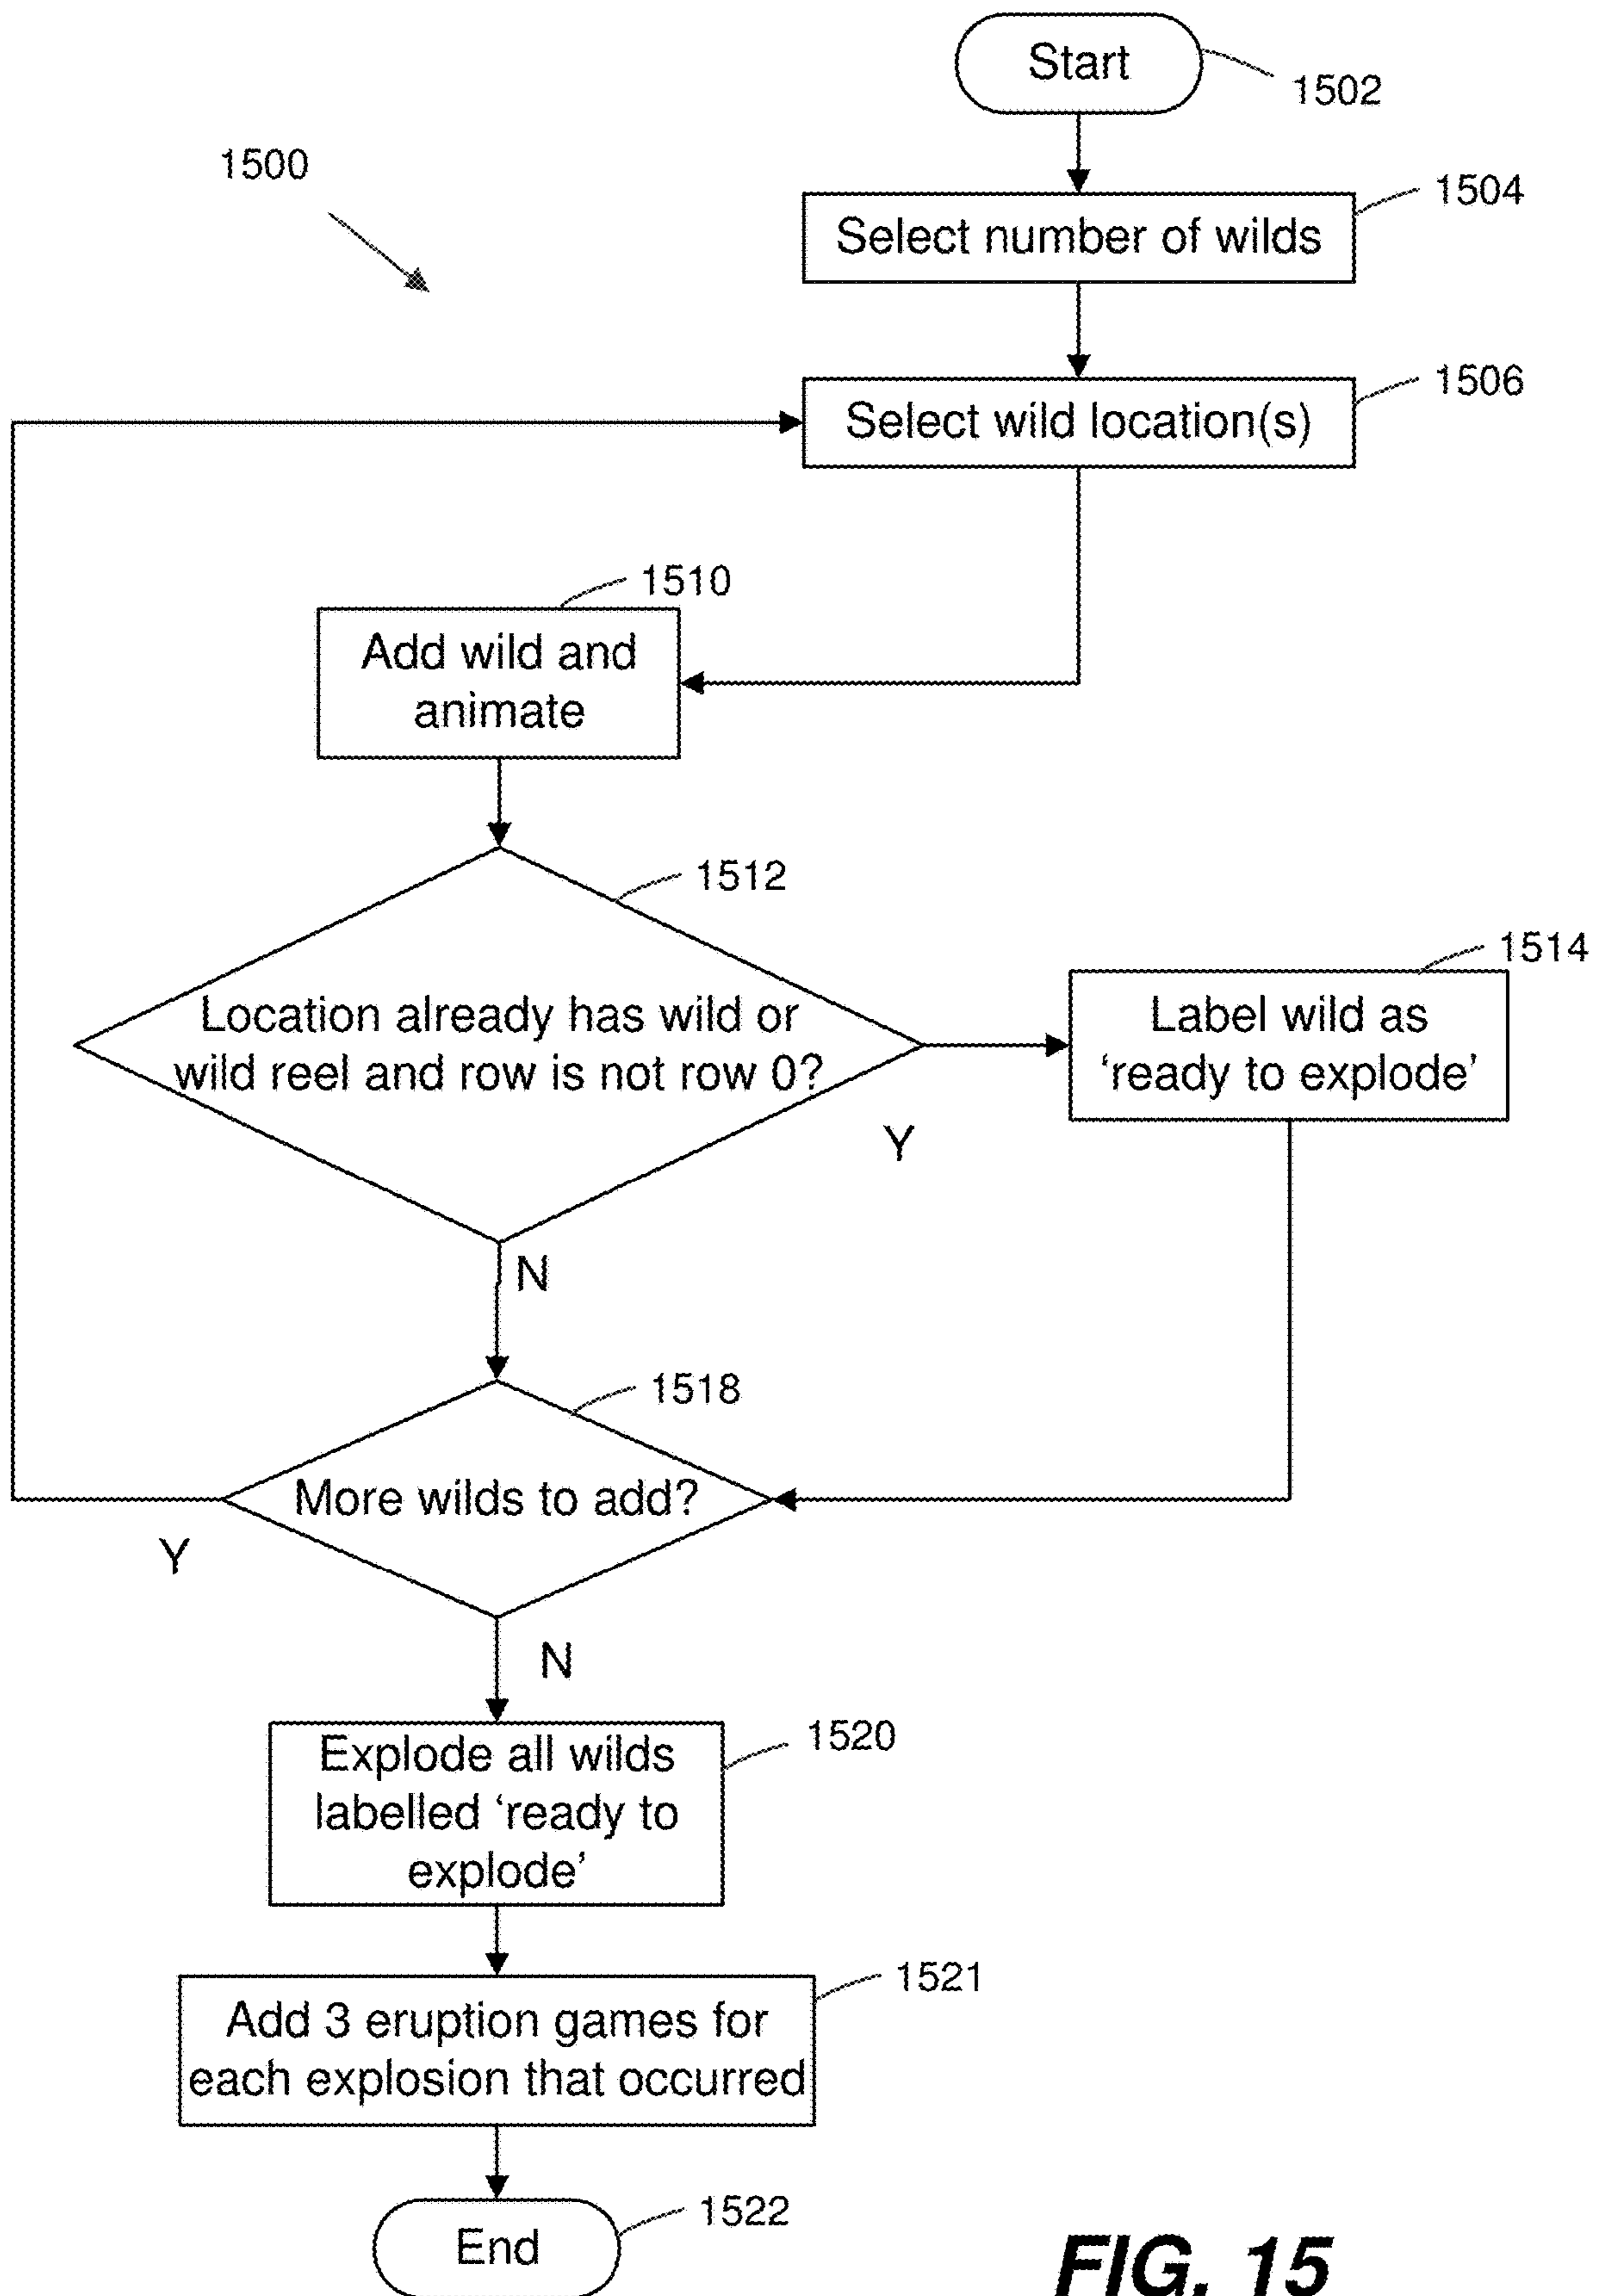 Start
1502
1500
1504
Select number of wilds
1506
Select wild location(s)
1510
Add wild and
animate
1512
Location already has wild or
wild reel and row is not row 0?
Y
1514
Label wild as
‘ready to explode’
N
1518
More wilds to add?
Y
N
1520
Explode all wilds
labelled ‘ready to
explode’
1521
Add 3 eruption games for
each explosion that occurred
1522
End
FIG. 15